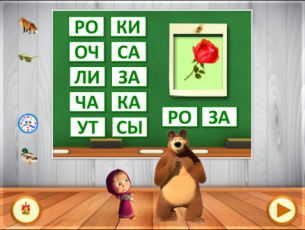 РО КИ
ОЧ СА
ЛИ ЗА
ЧА КА
УТ СЫ
РО ЗА